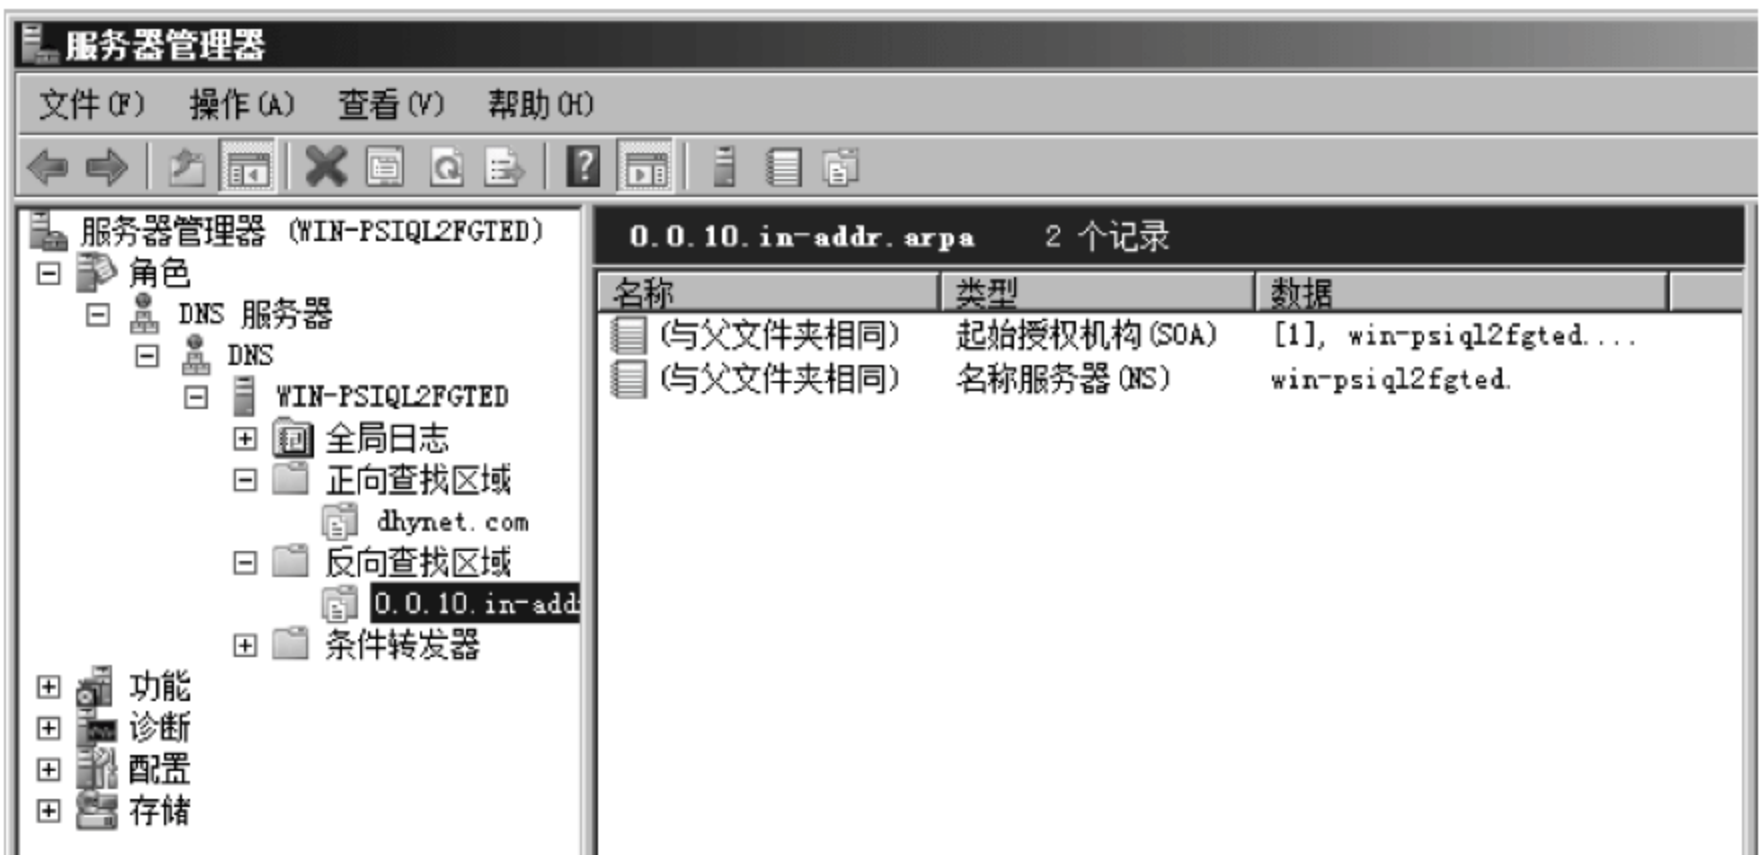 服务器管理器
文件(F) 操作(A) 查看(V) 帮助(H)
服务器管理器 (WIN-PSIQL2FGTED)
角色
DNS 服务器
DNS
WIN-PSIQL2FGTED
全局日志
正向查找区域
dhynet.com
反向查找区域
0.0.10.in-add
条件转发器
功能
诊断
配置
存储
0.0.10.in-addr.arpa 2 个记录
名称 类型 数据
(与父文件夹相同) 起始授权机构(SOA) [1], win-psiql2fgted....
(与父文件夹相同) 名称服务器(NS) win-psiql2fgted.